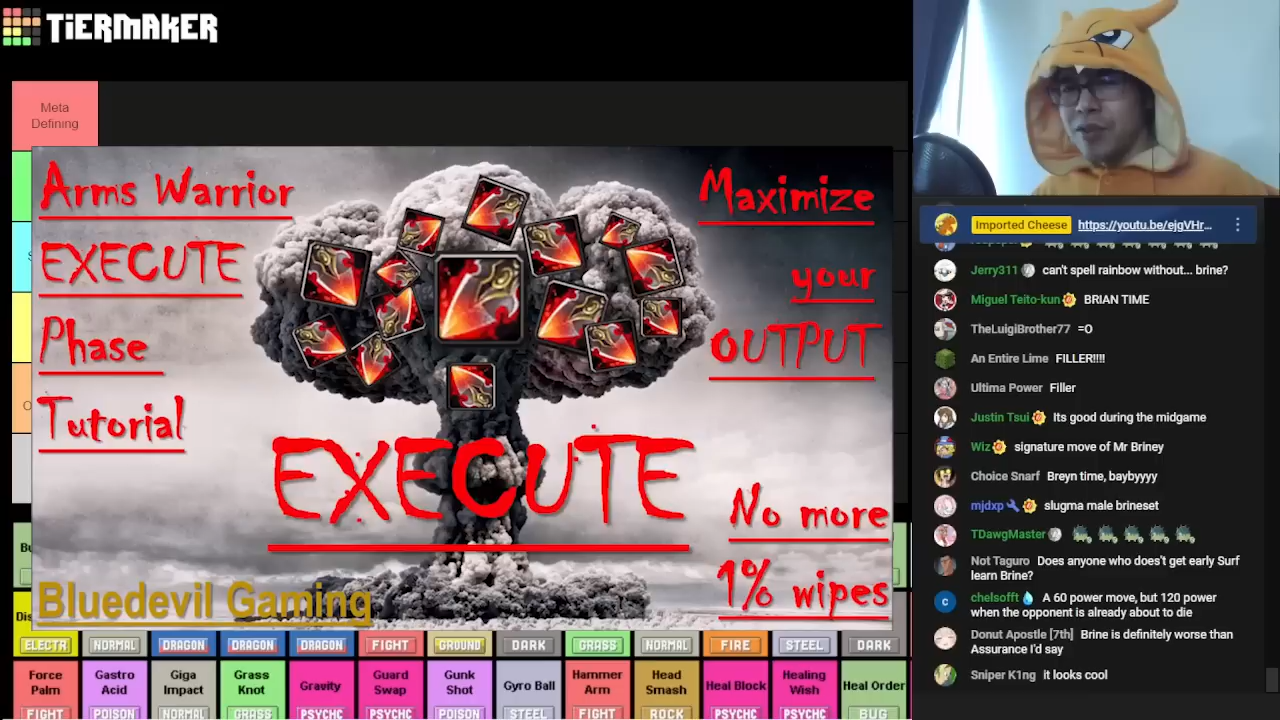 TiERMAKER
Meta
Defining
Arms Warrior
EXECUTE
Phase
Tutorial
Maximize
your
OUTPUT
EXECUTE
No more
1% wipes
Bluedevil Gaming
ELECTR
NORMAL
DRAGON
DRAGON
DRAGON
FIGHT
GROUND
DARK
GRASS
NORMAL
FIRE
STEEL
DARK
Force
Palm
FIGHT
Gastro
Acid
POISON
Giga
Impact
NORMAL
Grass
Knot
GRASS
Gravity
PSYCHC
Guard
Swap
PSYCHC
Gunk
Shot
POISON
Gyro Ball
STEEL
Hammer
Arm
FIGHT
Head
Smash
ROCK
Heal Block
PSYCHC
Healing
Wish
PSYCHC
Heal Order
BUG
Imported Cheese https://youtu.be/ejgVHr...
Jerry311 can't spell rainbow without... brine?
Miguel Teito-kun BRIAN TIME
TheLuigiBrother77 =O
An Entire Lime FILLER!!!!
Ultima Power Filler
Justin Tsui Its good during the midgame
Wiz signature move of Mr Briney
Choice Snarf Breyn time, baybyyyy
mjdxp slugma male brineset
TDawgMaster
Not Taguro Does anyone who does't get early Surf
learn Brine?
chelsofft A 60 power move, but 120 power
when the opponent is already about to die
Donut Apostle [7th] Brine is definitely worse than
Assurance I'd say
Sniper K1ng it looks cool